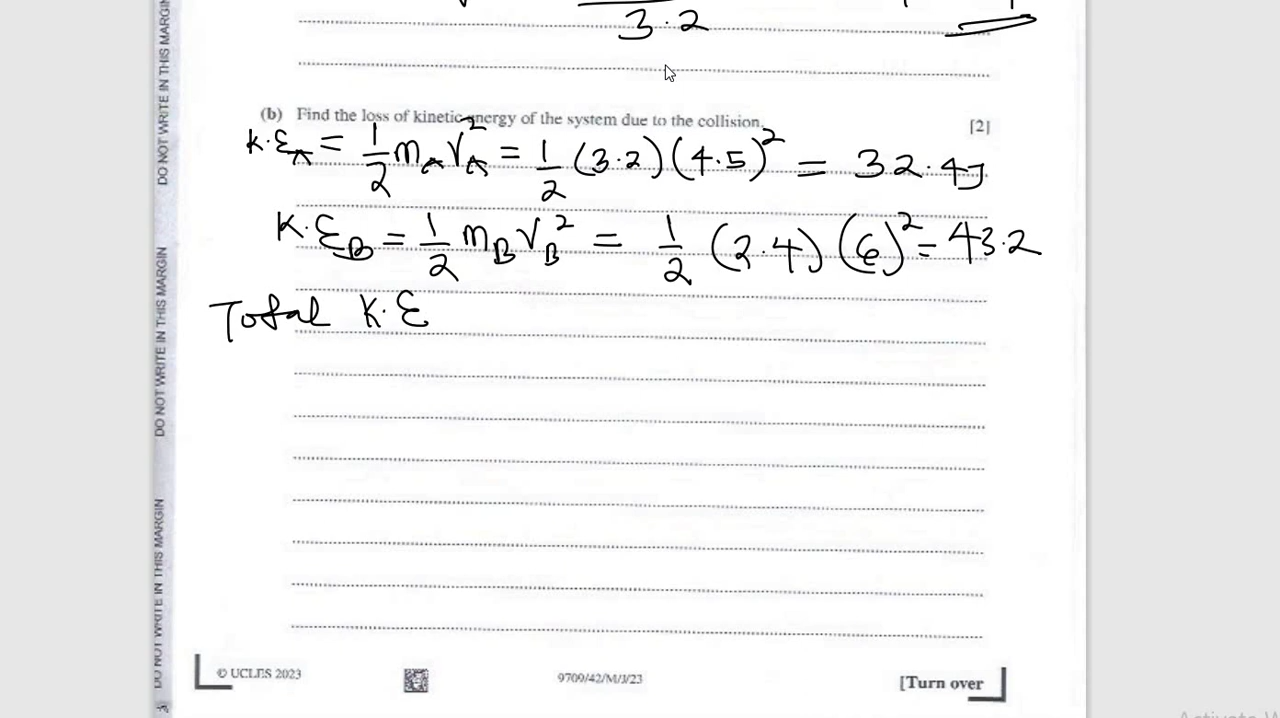 3.2
(b) Find the loss of kinetic energy of the system due to the collision. [2]
K.E_A = 1/2 m_A V_A^2 = 1/2 (3.2)(4.5)^2 = 32.4J
K.E_B = 1/2 m_B V_B^2 = 1/2 (2.4)(6)^2 = 43.2
Total K.E
© UCLES 2023
9709/42/M/J/23
[Turn over
DO NOT WRITE IN THIS MARGIN
DO NOT WRITE IN THIS MARGIN
DO NOT WRITE IN THIS MARGIN